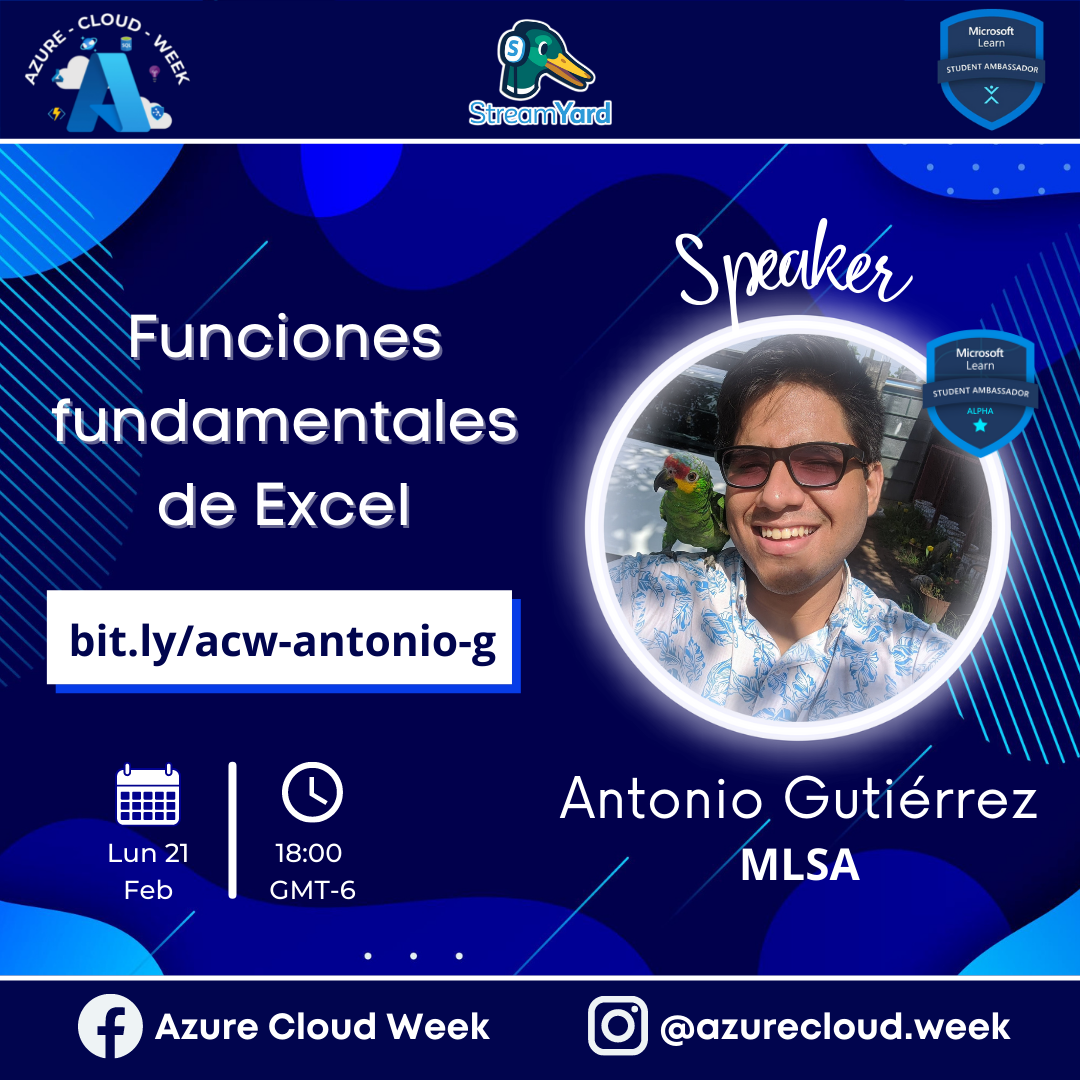 AZURE - CLOUD - WEEK
StreamYard
Microsoft
Learn
STUDENT AMBASSADOR
Speaker
Funciones
fundamentales
de Excel
Microsoft
Learn
STUDENT AMBASSADOR
ALPHA
bit.ly/acw-antonio-g
Lun 21
Feb
18:00
GMT-6
Antonio Gutiérrez
MLSA
Azure Cloud Week
@azurecloud.week